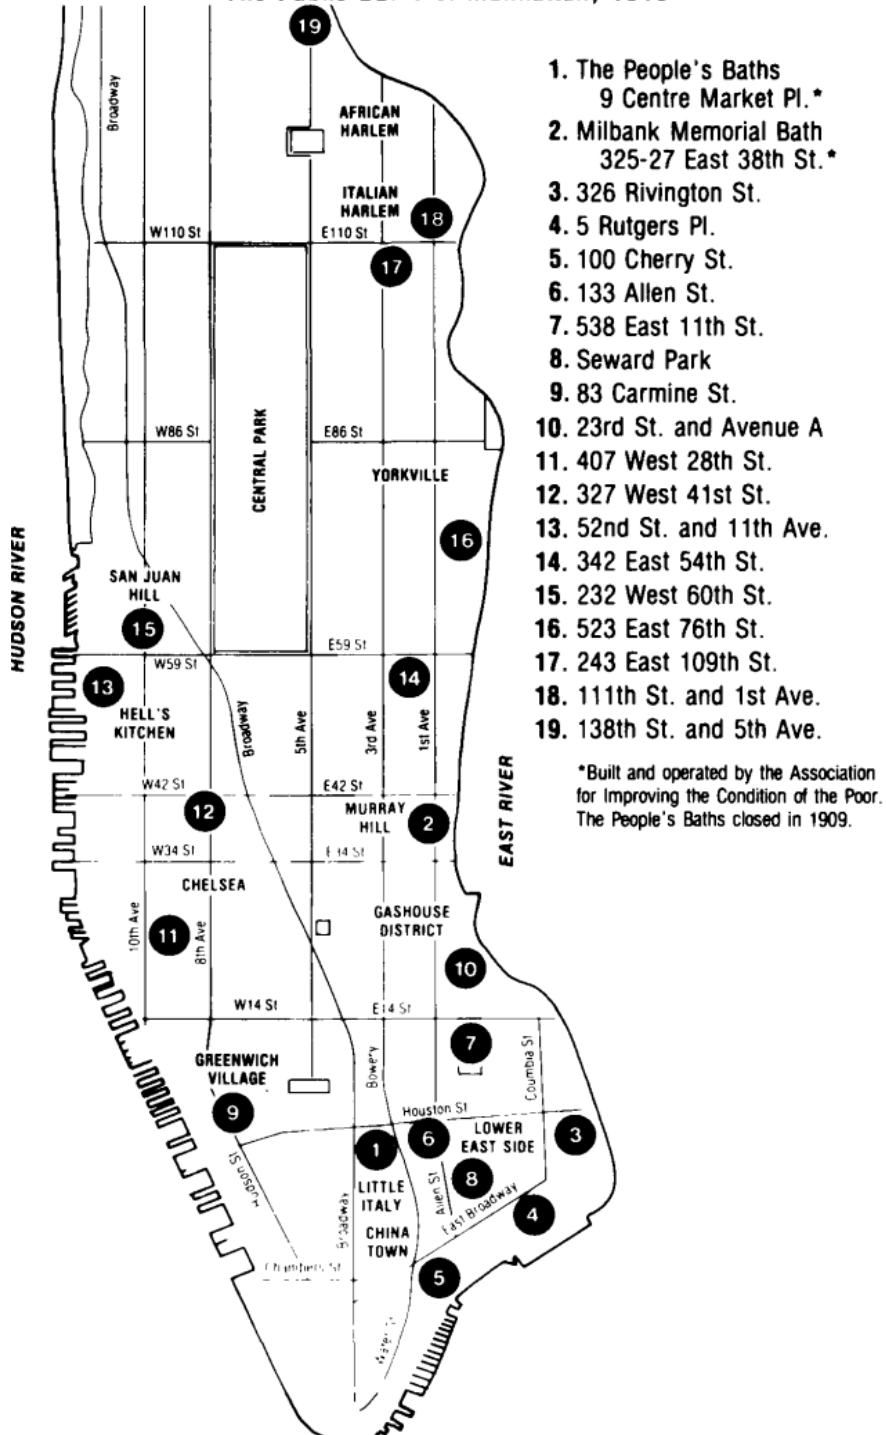 19
Broadway
AFRICAN
HARLEM
ITALIAN
HARLEM
18
W110 St
E110 St
17
W86 St
E86 St
CENTRAL PARK
YORKVILLE
16
HUDSON RIVER
SAN JUAN
HILL
15
W59 St
E59 St
13
14
HELL'S
KITCHEN
Broadway
5th Ave
3rd Ave
1st Ave
W42 St
E42 St
12
MURRAY
HILL
2
EAST RIVER
W34 St
E34 St
CHELSEA
10th Ave
11
8th Ave
GASHOUSE
DISTRICT
10
W14 St
E14 St
7
GREENWICH
VILLAGE
Bowery
Coumbia St
9
Houston St
1
6
LOWER
EAST SIDE
3
Hudson St
8
LITTLE
ITALY
Allen St
East Broadway
4
Broadway
CHINA
TOWN
Chambers St
5
Water St
1. The People's Baths
9 Centre Market Pl.*
2. Milbank Memorial Bath
325-27 East 38th St.*
3. 326 Rivington St.
4. 5 Rutgers Pl.
5. 100 Cherry St.
6. 133 Allen St.
7. 538 East 11th St.
8. Seward Park
9. 83 Carmine St.
10. 23rd St. and Avenue A
11. 407 West 28th St.
12. 327 West 41st St.
13. 52nd St. and 11th Ave.
14. 342 East 54th St.
15. 232 West 60th St.
16. 523 East 76th St.
17. 243 East 109th St.
18. 111th St. and 1st Ave.
19. 138th St. and 5th Ave.
*Built and operated by the Association
for Improving the Condition of the Poor.
The People's Baths closed in 1909.